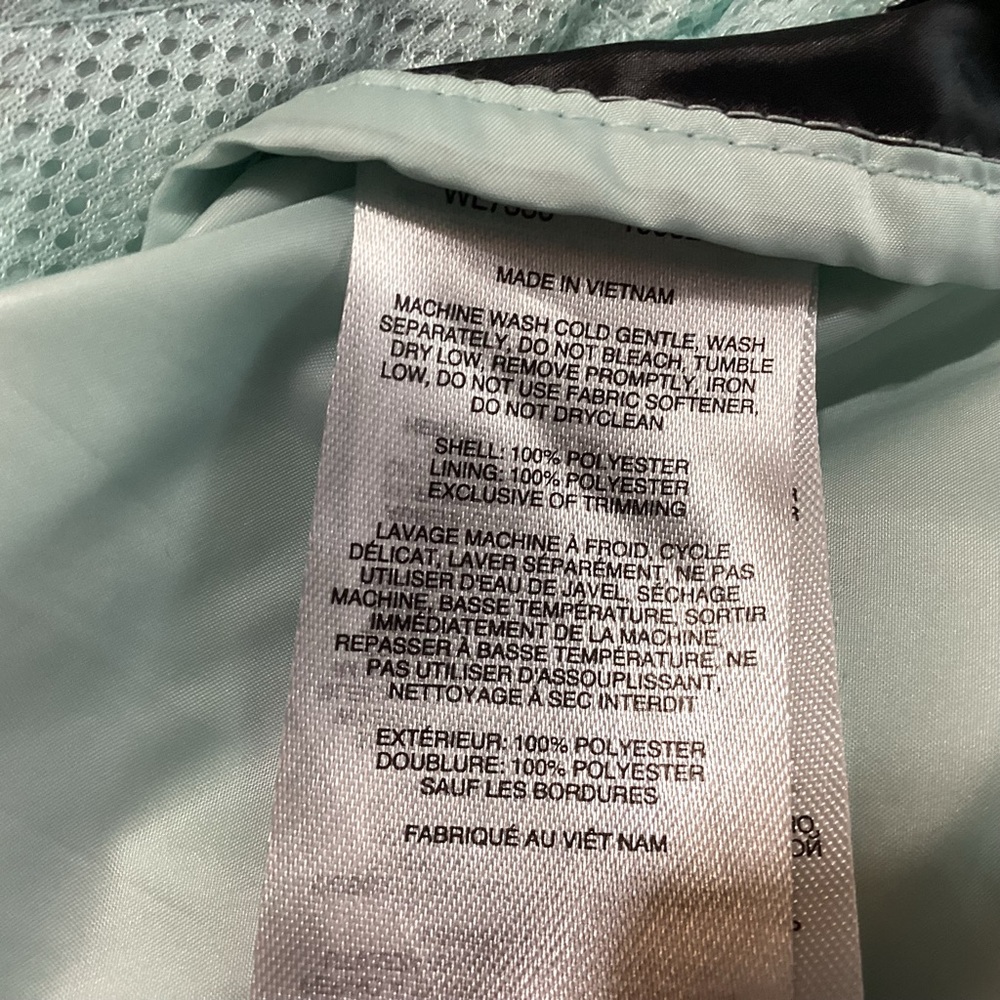 MADE IN VIETNAM
MACHINE WASH COLD GENTLE, WASH
SEPARATELY, DO NOT BLEACH, TUMBLE
DRY LOW, REMOVE PROMPTLY, IRON
LOW, DO NOT USE FABRIC SOFTENER,
DO NOT DRYCLEAN
SHELL: 100% POLYESTER
LINING: 100% POLYESTER
EXCLUSIVE OF TRIMMING
LAVAGE MACHINE À FROID, CYCLE
DÉLICAT, LAVER SÉPARÉMENT, NE PAS
UTILISER D'EAU DE JAVEL, SÉCHAGE
MACHINE, BASSE TEMPÉRATURE, SORTIR
IMMÉDIATEMENT DE LA MACHINE,
REPASSER À BASSE TEMPÉRATURE, NE
PAS UTILISER D'ASSOUPLISSANT,
NETTOYAGE À SEC INTERDIT
EXTÉRIEUR: 100% POLYESTER
DOUBLURE: 100% POLYESTER
SAUF LES BORDURES
FABRIQUÉ AU VIÊT NAM